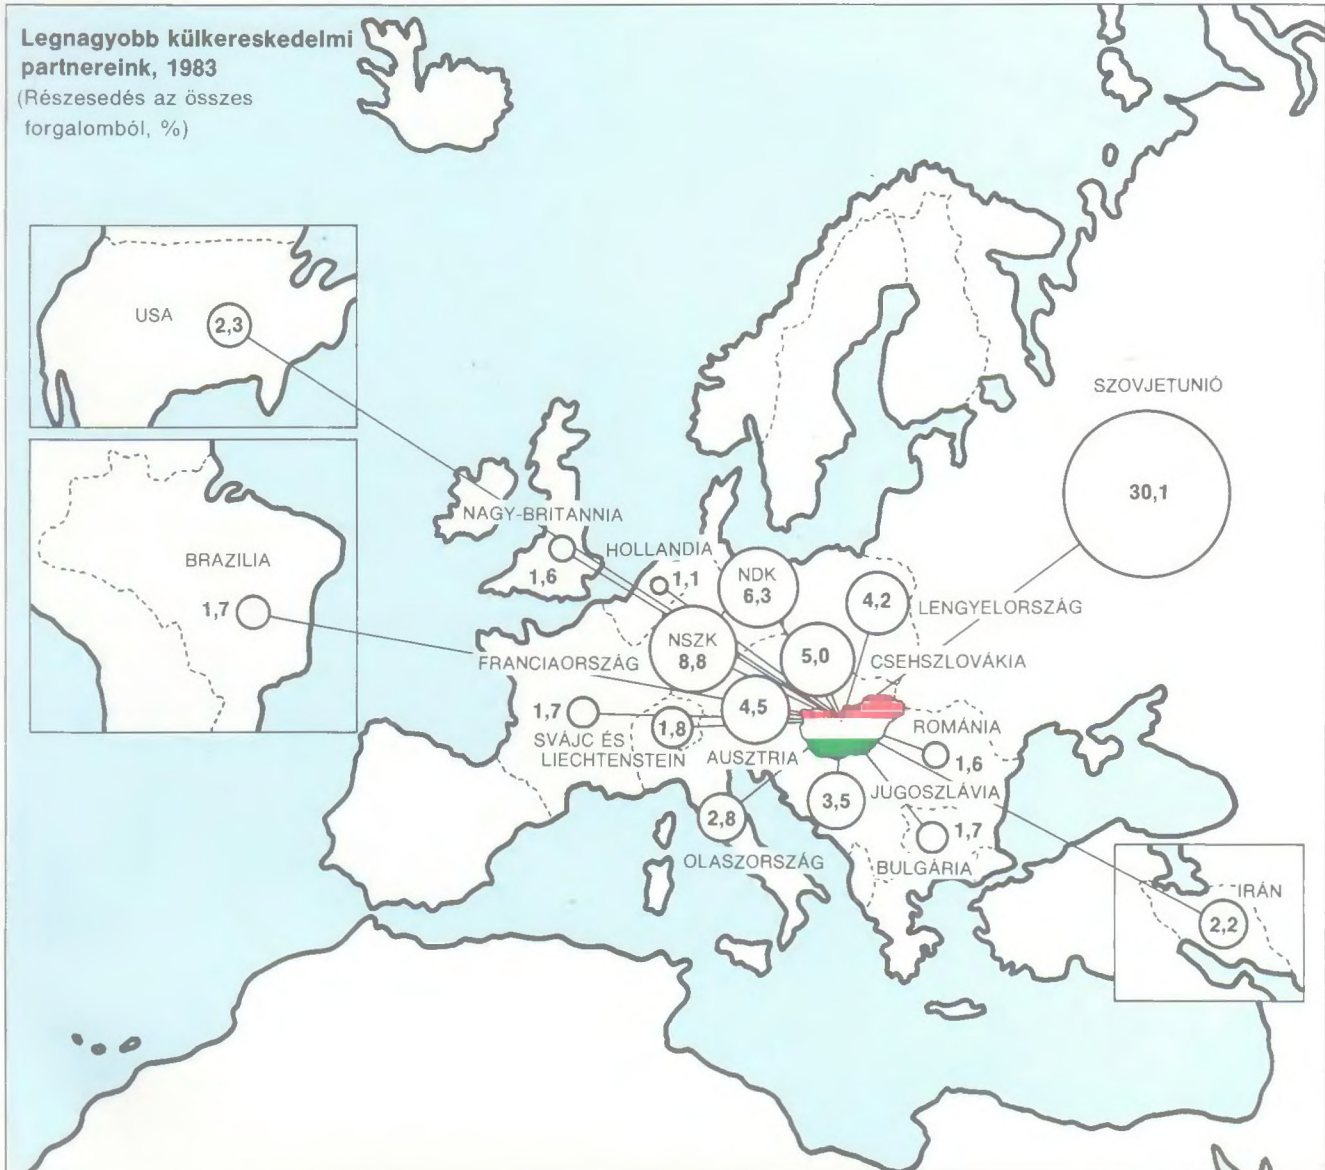 Legnagyobb külkereskedelmi
partnereink, 1983
(Részesedés az összes
forgalomból, %)
USA
2,3
BRAZILIA
1,7
SZOVJETUNIÓ
30,1
NAGY-BRITANNIA
1,6
HOLLANDIA
1,1
NDK
6,3
4,2
LENGYELORSZÁG
NSZK
8,8
5,0
CSEHSZLOVÁKIA
FRANCIAORSZÁG
1,7
4,5
AUSZTRIA
1,8
SVÁJC ÉS
LIECHTENSTEIN
ROMÁNIA
1,6
3,5
JUGOSZLÁVIA
2,8
OLASZORSZÁG
1,7
BULGÁRIA
IRÁN
2,2